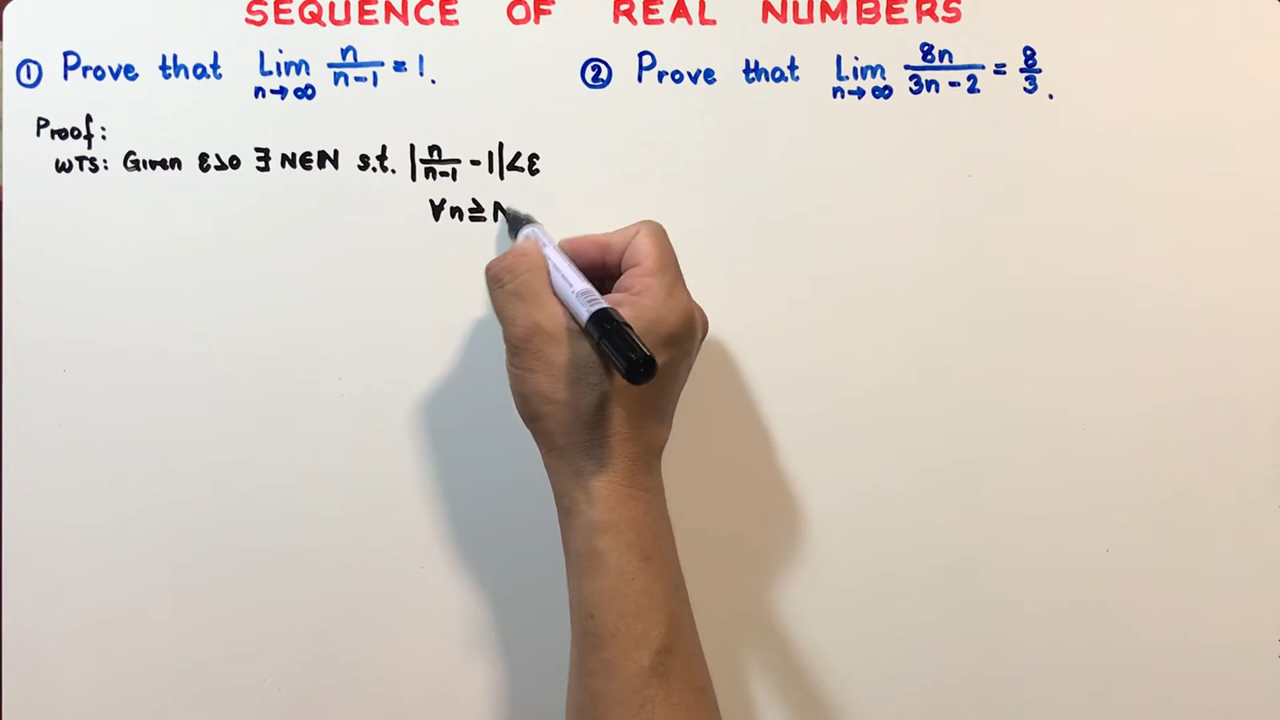 SEQUENCE OF REAL NUMBERS
① Prove that Lim n→∞ n/(n-1) = 1.
② Prove that Lim n→∞ 8n/(3n-2) = 8/3.
Proof:
WTS: Given ε>0 ∃ N∈ℕ s.t. |n/(n-1) - 1|<ε
∀n≥N